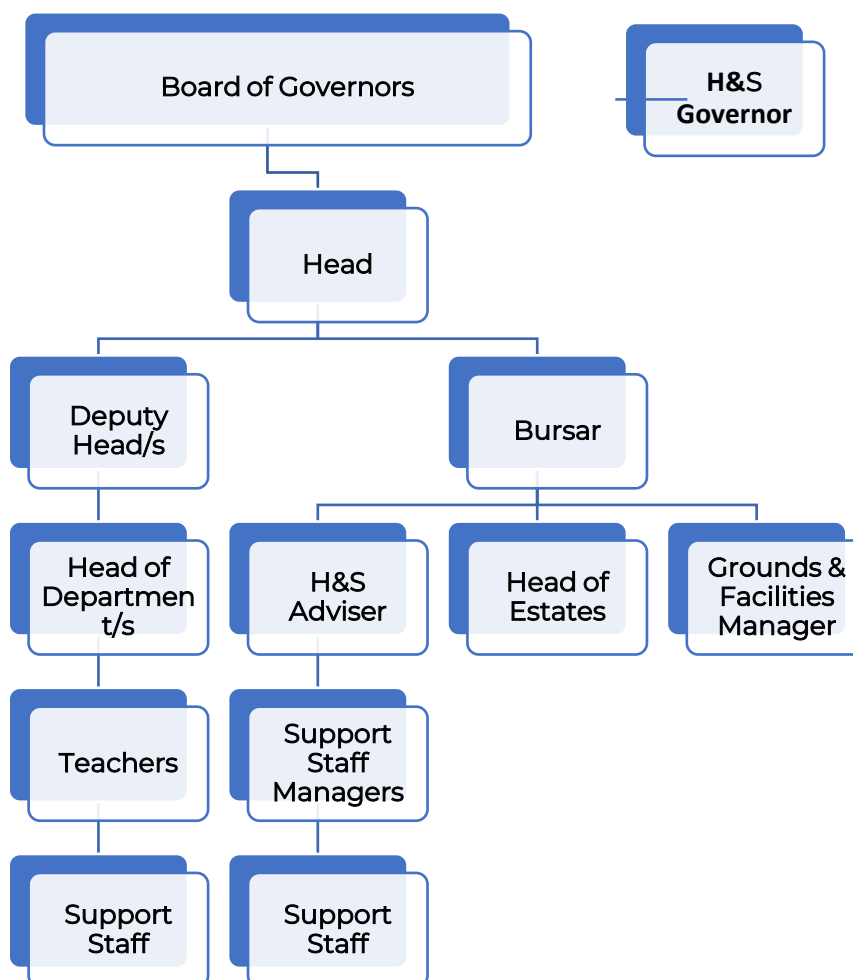 Board of Governors
H&S
Governor
Head
Deputy
Head/s
Bursar
Head of
Departmen
t/s
H&S
Adviser
Head of
Estates
Grounds &
Facilities
Manager
Teachers
Support
Staff
Managers
Support
Staff
Support
Staff